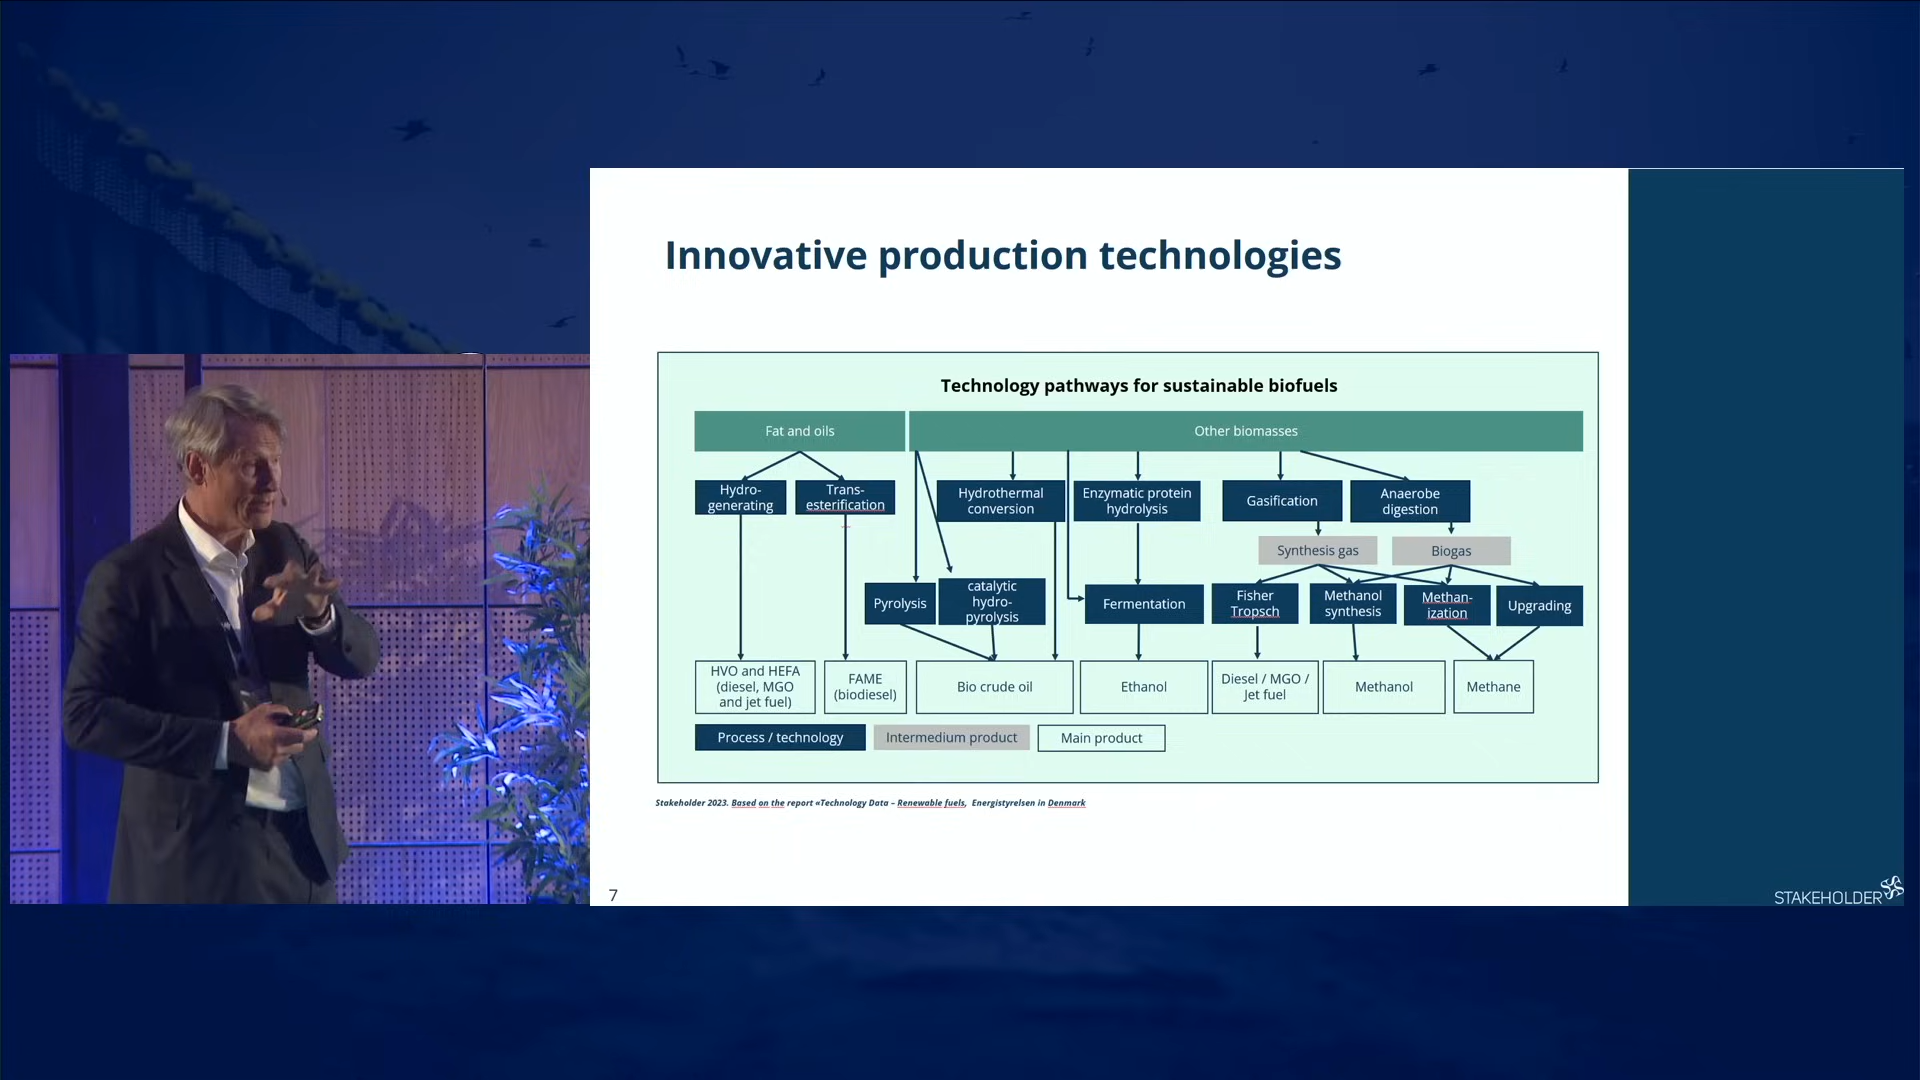 Innovative production technologies
Technology pathways for sustainable biofuels
Fat and oils
Other biomasses
Hydro-
generating
Trans-
esterification
Hydrothermal
conversion
Enzymatic protein
hydrolysis
Gasification
Anaerobe
digestion
Synthesis gas
Biogas
Pyrolysis
catalytic
hydro-
pyrolysis
Fermentation
Fisher
Tropsch
Methanol
synthesis
Methan-
ization
Upgrading
HVO and HEFA
(diesel, MGO
and jet fuel)
FAME
(biodiesel)
Bio crude oil
Ethanol
Diesel / MGO /
Jet fuel
Methanol
Methane
Process / technology
Intermedium product
Main product
Stakeholder 2023. Based on the report «Technology Data – Renewable fuels, Energistyrelsen in Denmark
7
STAKEHOLDER